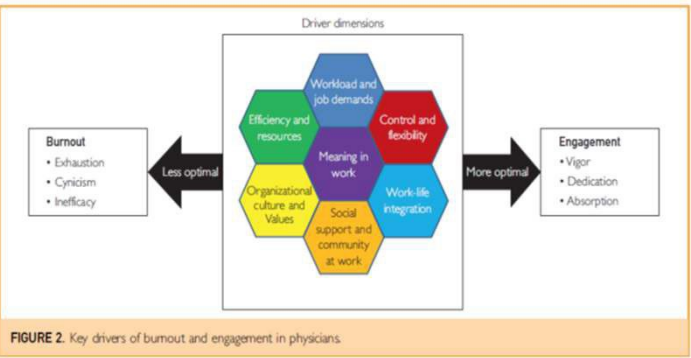 Driver dimensions
Workload and
job demands
Efficiency and
resources
Control and
flexibility
Meaning in
work
Organizational
culture and
Values
Work-life
integration
Social
support and
community
at work
Burnout
• Exhaustion
• Cynicism
• Inefficacy
Less optimal
More optimal
Engagement
• Vigor
• Dedication
• Absorption
FIGURE 2. Key drivers of burnout and engagement in physicians.